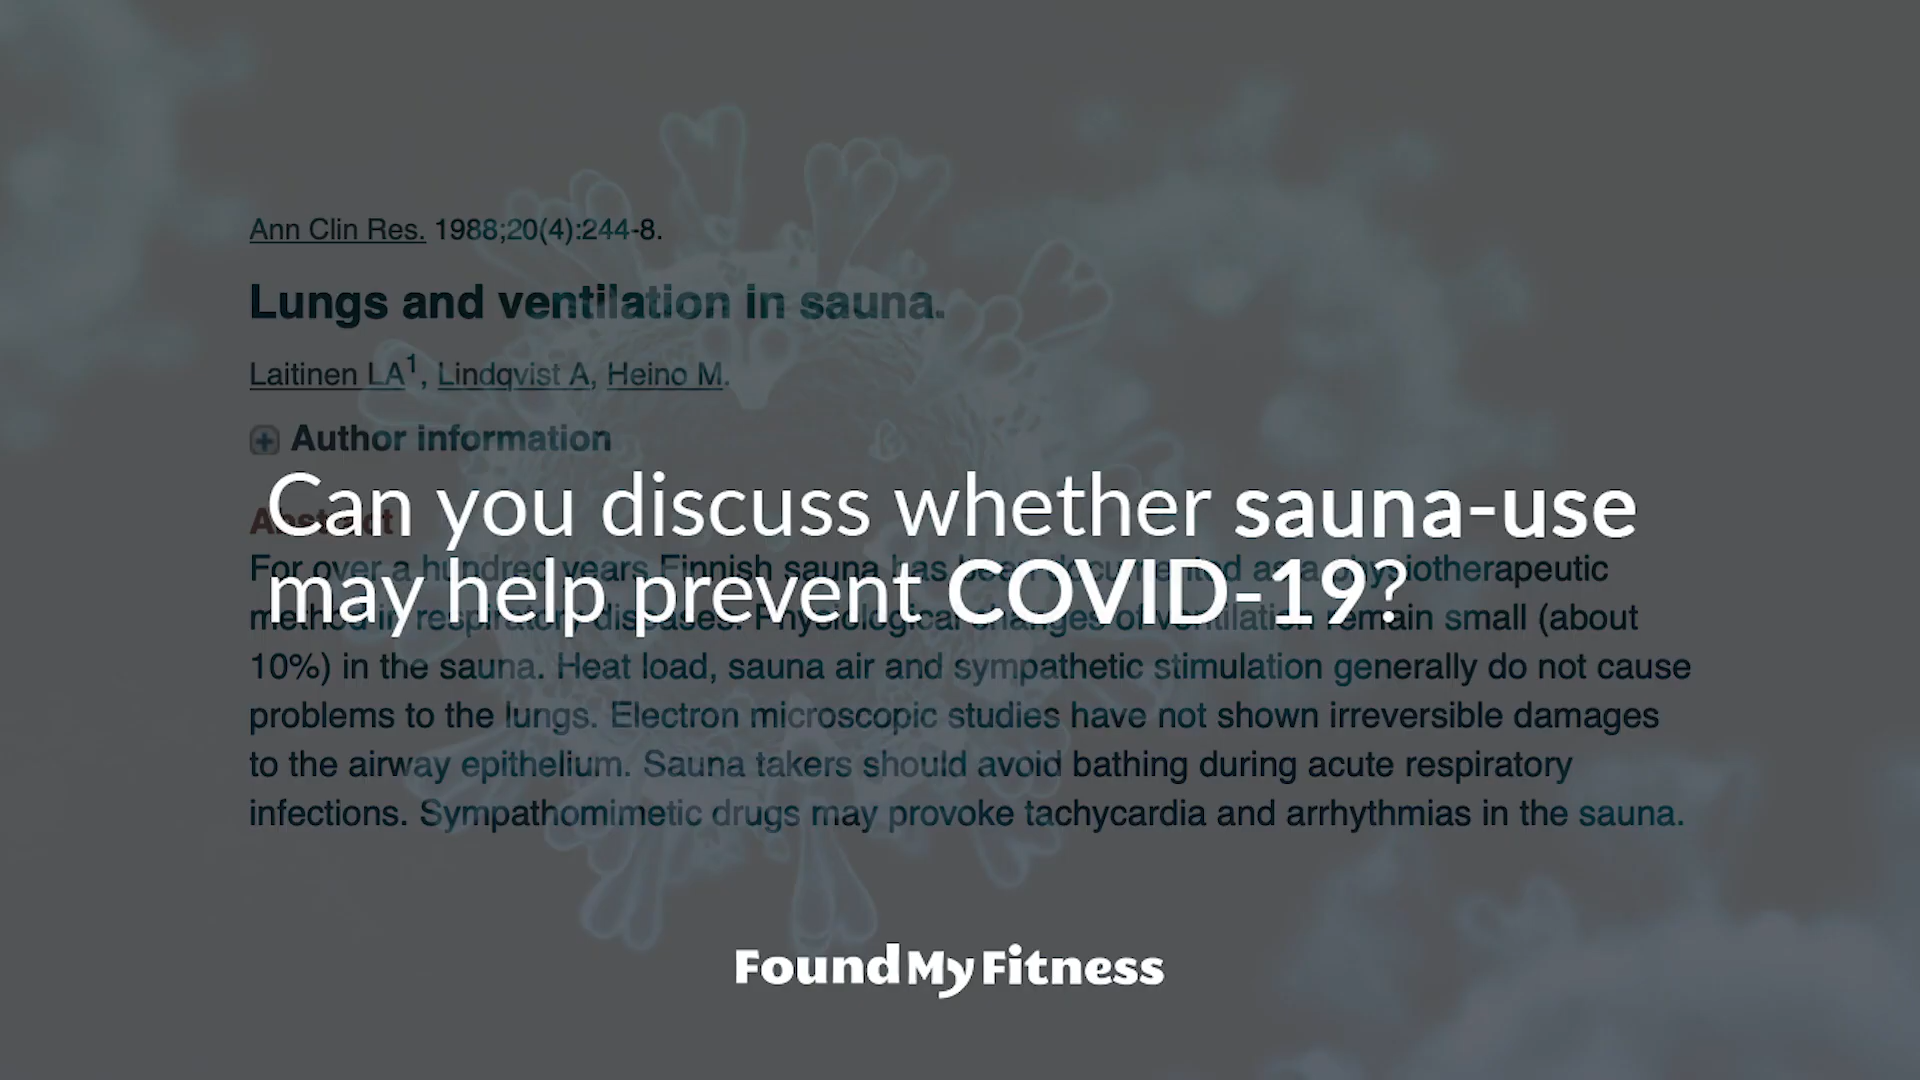 Ann Clin Res. 1988;20(4):244-8.
Lungs and ventilation in sauna.
Laitinen LA1, Lindqvist A, Heino M.
Author information
Abstract
Can you discuss whether sauna-use
For over a hundred years Finnish sauna has been documented as a physiotherapeutic
may help prevent COVID-19?
method in respiratory diseases. Physiological changes of ventilation remain small (about
10%) in the sauna. Heat load, sauna air and sympathetic stimulation generally do not cause
problems to the lungs. Electron microscopic studies have not shown irreversible damages
to the airway epithelium. Sauna takers should avoid bathing during acute respiratory
infections. Sympathomimetic drugs may provoke tachycardia and arrhythmias in the sauna.
FoundMyFitness